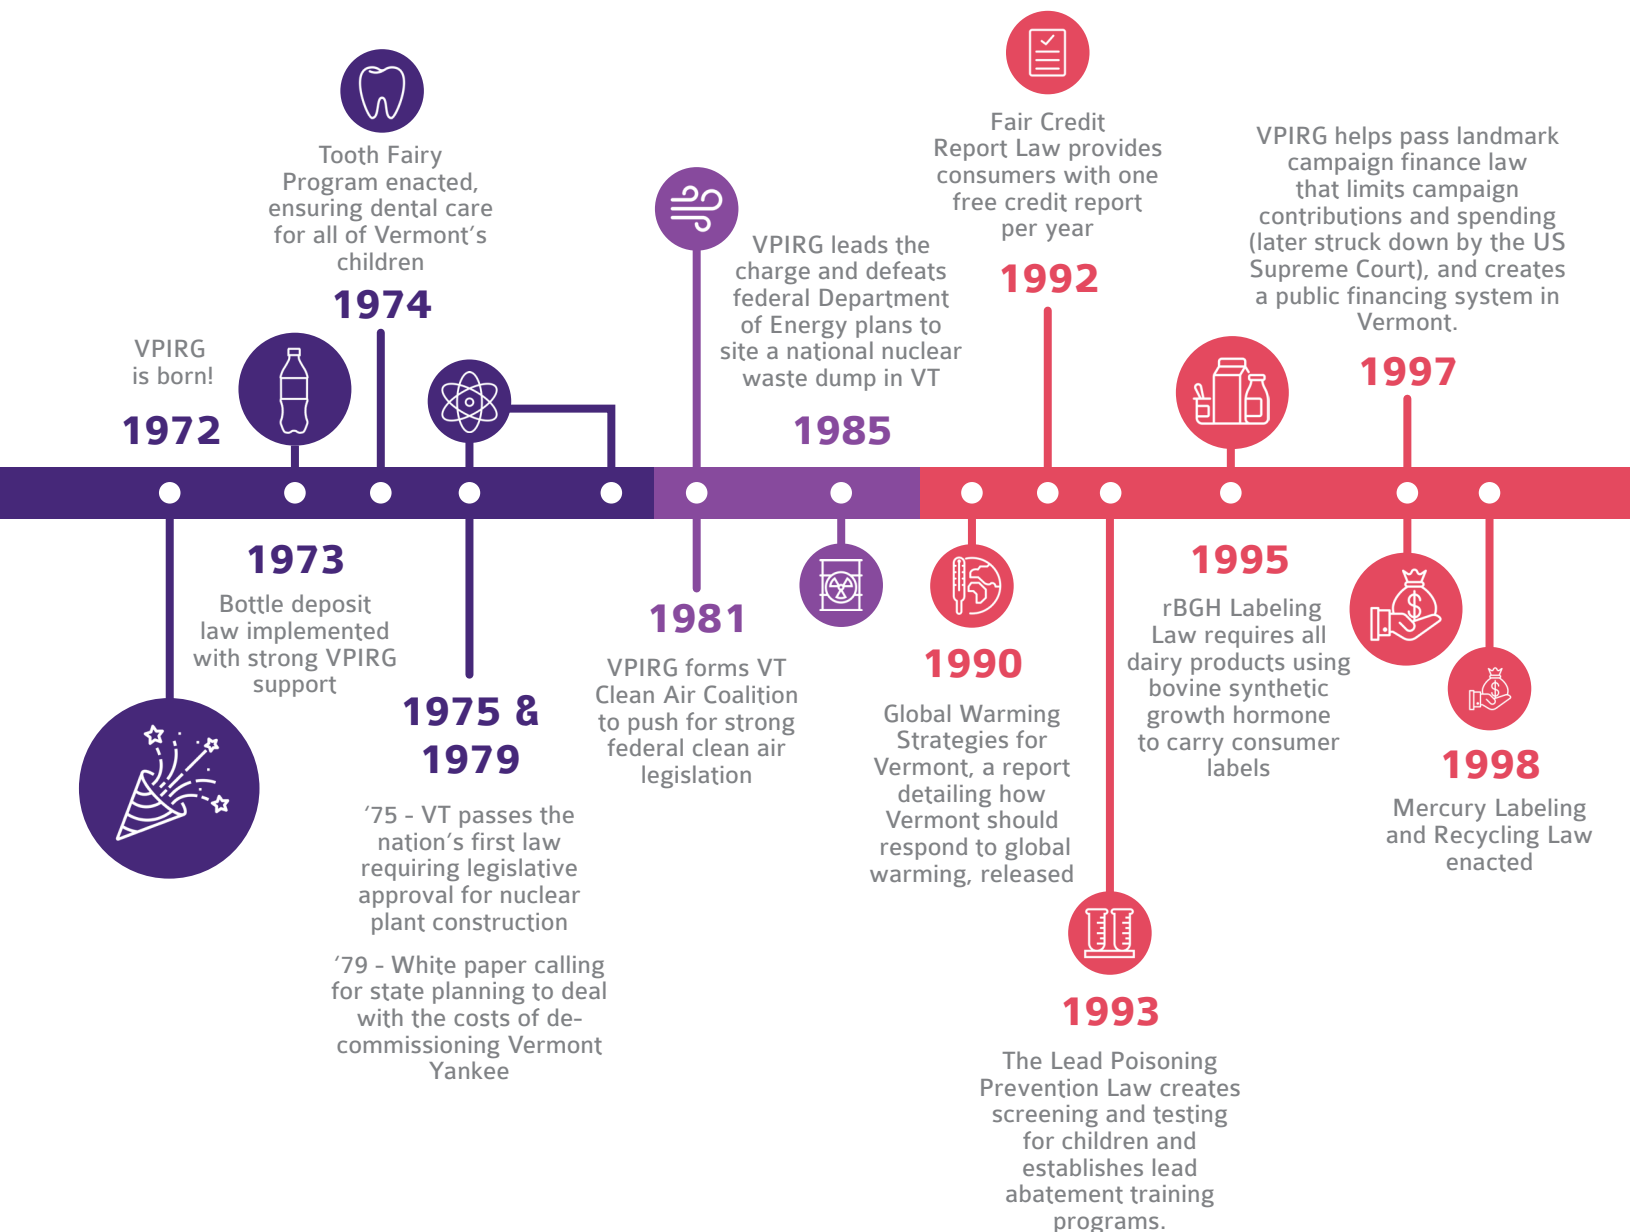 VPIRG
is born!
1972
1973
Bottle deposit
law implemented
with strong VPIRG
support
Tooth Fairy
Program enacted,
ensuring dental care
for all of Vermont's
children
1974
1975 &
1979
'75 - VT passes the
nation's first law
requiring legislative
approval for nuclear
plant construction
'79 - White paper calling
for state planning to deal
with the costs of de-
commissioning Vermont
Yankee
1981
VPIRG forms VT
Clean Air Coalition
to push for strong
federal clean air
legislation
VPIRG leads the
charge and defeats
federal Department
of Energy plans to
site a national nuclear
waste dump in VT
1985
1990
Global Warming
Strategies for
Vermont, a report
detailing how
Vermont should
respond to global
warming, released
Fair Credit
Report Law provides
consumers with one
free credit report
per year
1992
1993
The Lead Poisoning
Prevention Law creates
screening and testing
for children and
establishes lead
abatement training
programs.
1995
rBGH Labeling
Law requires all
dairy products using
bovine synthetic
growth hormone
to carry consumer
labels
VPIRG helps pass landmark
campaign finance law
that limits campaign
contributions and spending
(later struck down by the US
Supreme Court), and creates
a public financing system in
Vermont.
1997
1998
Mercury Labeling
and Recycling Law
enacted